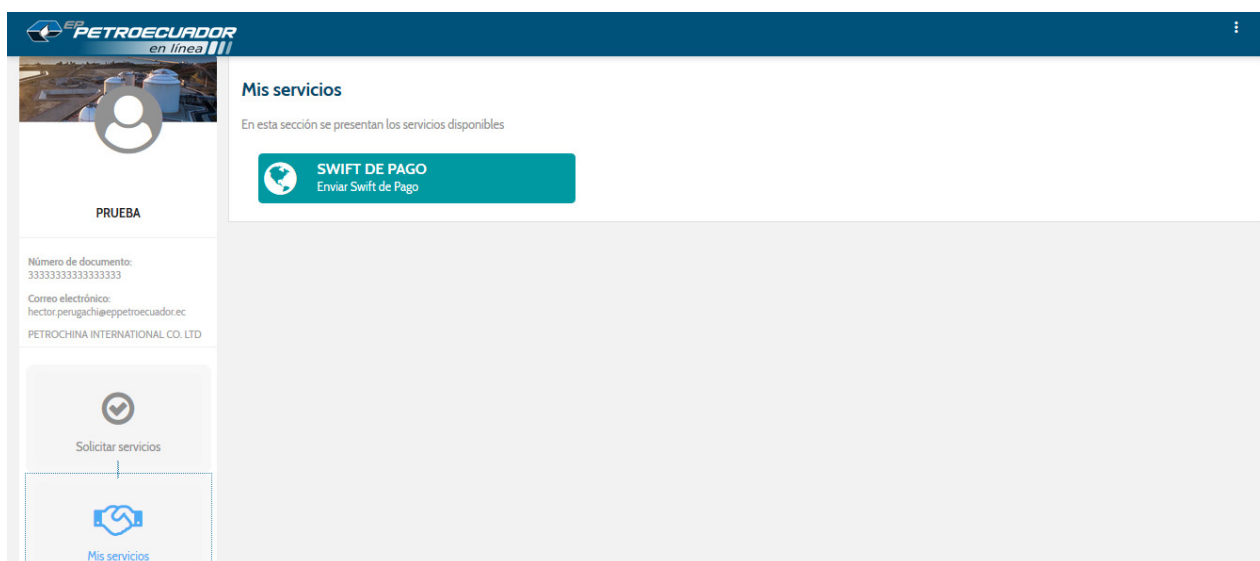 EP PETROECUADOR
en línea
Mis servicios
En esta sección se presentan los servicios disponibles
SWIFT DE PAGO
Enviar Swift de Pago
PRUEBA
Número de documento:
33333333333333333
Correo electrónico:
hector.perugachi@eppetroecuador.ec
PETROCHINA INTERNATIONAL CO. LTD
Solicitar servicios
Mis servicios